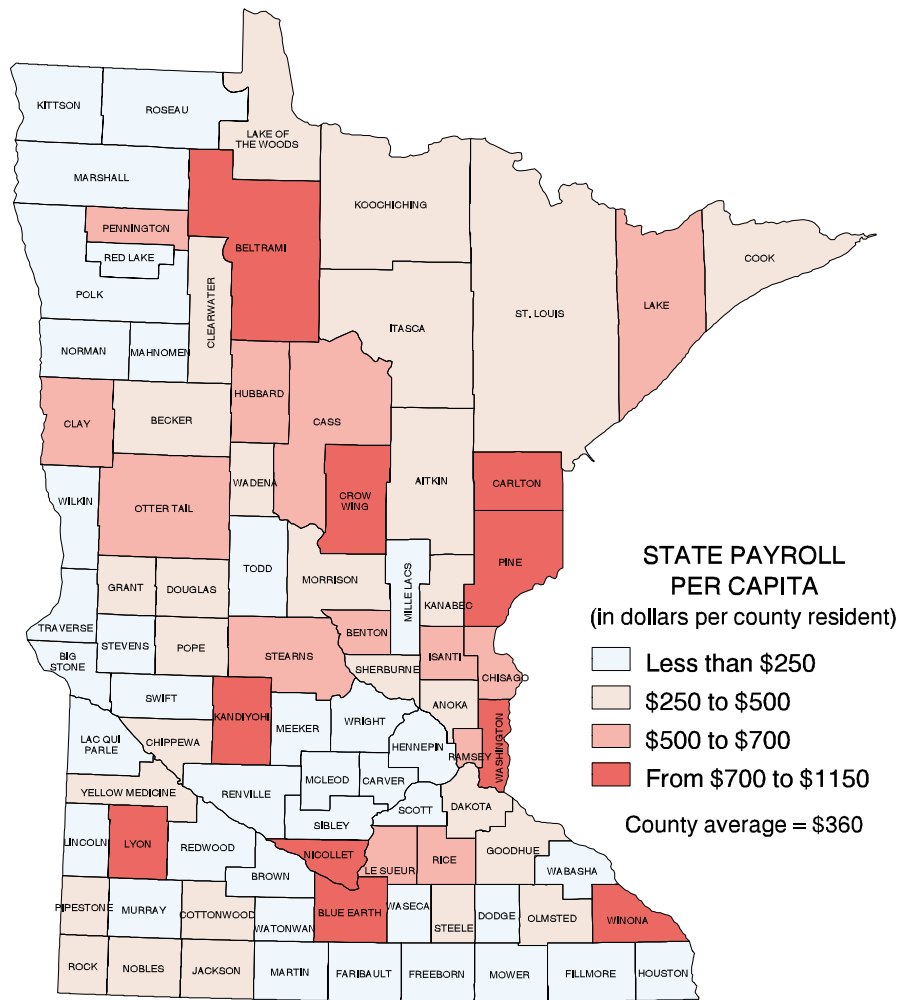 KITTSON
ROSEAU
LAKE OF
THE WOODS
MARSHALL
KOOCHICHING
PENNINGTON
BELTRAMI
RED LAKE
COOK
POLK
CLEARWATER
ITASCA
ST. LOUIS
LAKE
NORMAN
MAHNOMEN
HUBBARD
CASS
CLAY
BECKER
WADENA
AITKIN
CARLTON
CROW
WING
WILKIN
OTTER TAIL
TODD
MORRISON
MILLE LACS
PINE
GRANT
DOUGLAS
KANABEC
TRAVERSE
STEVENS
POPE
STEARNS
BENTON
ISANTI
BIG
STONE
SHERBURNE
CHISAGO
SWIFT
KANDIYOHI
MEEKER
WRIGHT
ANOKA
LAC QUI
PARLE
CHIPPEWA
HENNEPIN
RAMSEY
WASHINGTON
YELLOW MEDICINE
RENVILLE
MCLEOD
CARVER
SCOTT
DAKOTA
SIBLEY
LINCOLN
LYON
REDWOOD
NICOLLET
LE SUEUR
RICE
GOODHUE
BROWN
WABASHA
PIPESTONE
MURRAY
COTTONWOOD
WATONWAN
BLUE EARTH
WASECA
STEELE
DODGE
OLMSTED
WINONA
ROCK
NOBLES
JACKSON
MARTIN
FARIBAULT
FREEBORN
MOWER
FILLMORE
HOUSTON
STATE PAYROLL
PER CAPITA
(in dollars per county resident)
Less than $250
$250 to $500
$500 to $700
From $700 to $1150
County average = $360